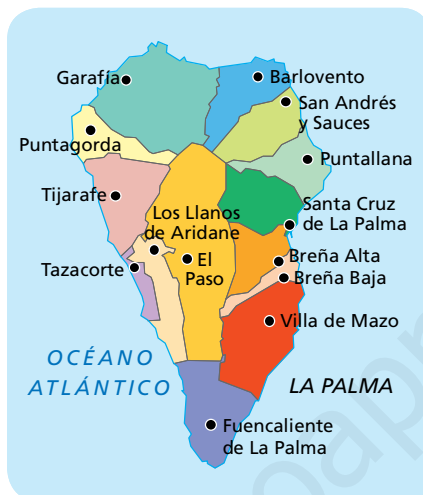 Garafía
Barlovento
San Andrés
y Sauces
Puntagorda
Puntallana
Tijarafe
Santa Cruz
de La Palma
Los Llanos
de Aridane
El
Paso
Breña Alta
Tazacorte
Breña Baja
Villa de Mazo
OCÉANO
ATLÁNTICO
LA PALMA
Fuencaliente
de La Palma